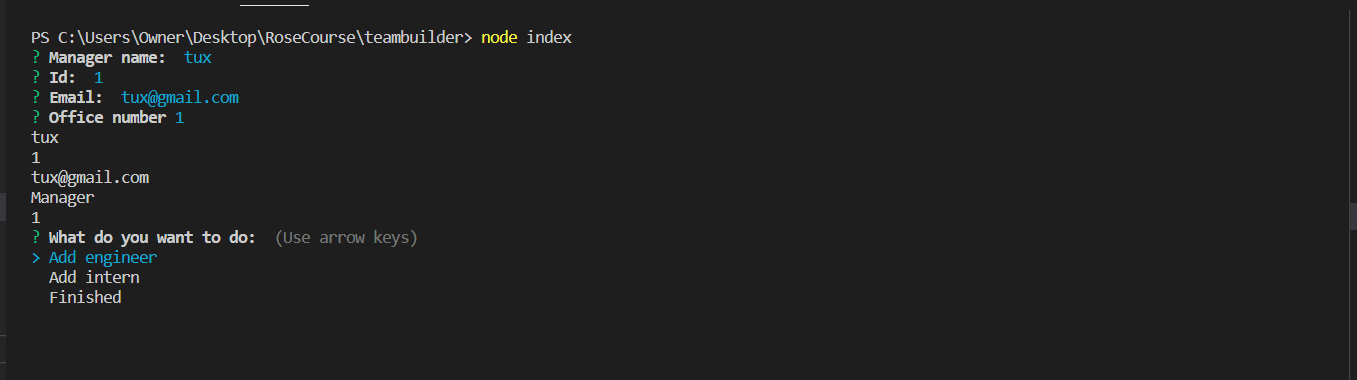 PS C:\Users\Owner\Desktop\RoseCourse\teambuilder> node index
? Manager name:  tux
? Id:  1
? Email:  tux@gmail.com
? Office number 1
tux
1
tux@gmail.com
Manager
1
? What do you want to do:  (Use arrow keys)
> Add engineer
  Add intern
  Finished